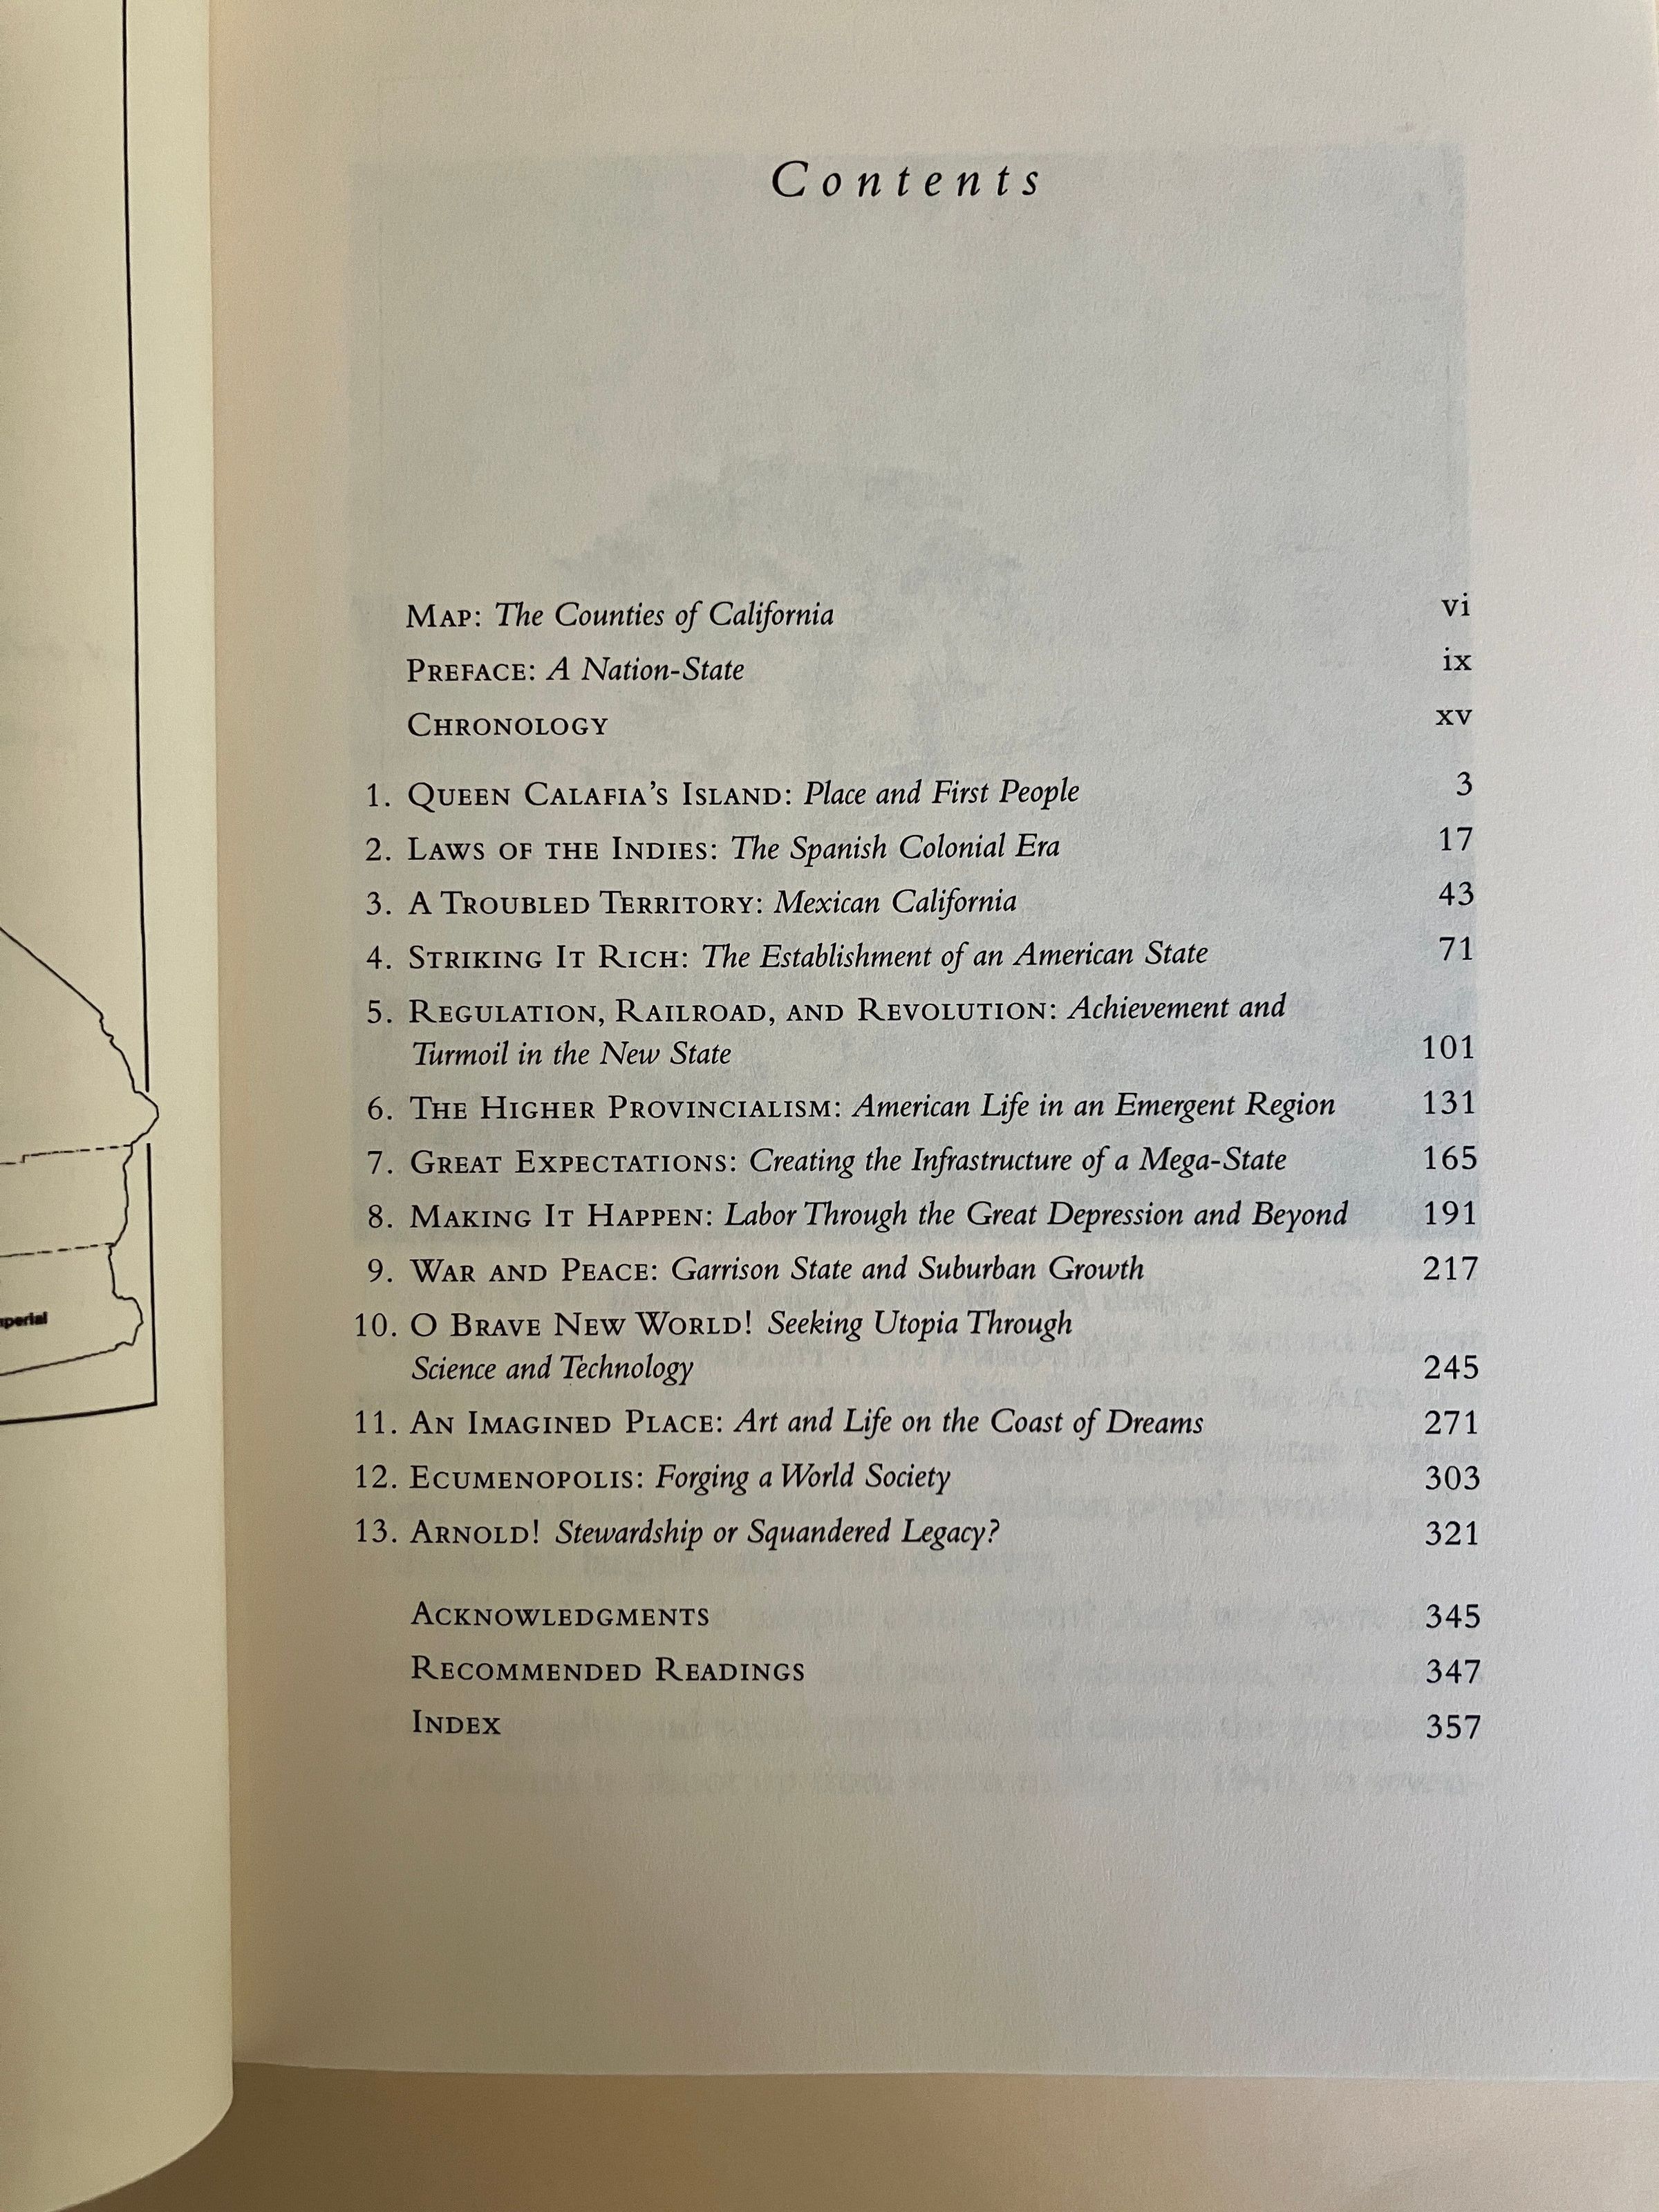 Contents
MAP: The Counties of California vi
PREFACE: A Nation-State ix
CHRONOLOGY xv
1. QUEEN CALAFIA'S ISLAND: Place and First People 3
2. LAWS OF THE INDIES: The Spanish Colonial Era 17
3. A TROUBLED TERRITORY: Mexican California 43
4. STRIKING IT RICH: The Establishment of an American State 71
5. REGULATION, RAILROAD, AND REVOLUTION: Achievement and
Turmoil in the New State 101
6. THE HIGHER PROVINCIALISM: American Life in an Emergent Region 131
7. GREAT EXPECTATIONS: Creating the Infrastructure of a Mega-State 165
8. MAKING IT HAPPEN: Labor Through the Great Depression and Beyond 191
9. WAR AND PEACE: Garrison State and Suburban Growth 217
10. O BRAVE NEW WORLD! Seeking Utopia Through
Science and Technology 245
11. AN IMAGINED PLACE: Art and Life on the Coast of Dreams 271
12. ECUMENOPOLIS: Forging a World Society 303
13. ARNOLD! Stewardship or Squandered Legacy? 321
ACKNOWLEDGMENTS 345
RECOMMENDED READINGS 347
INDEX 357